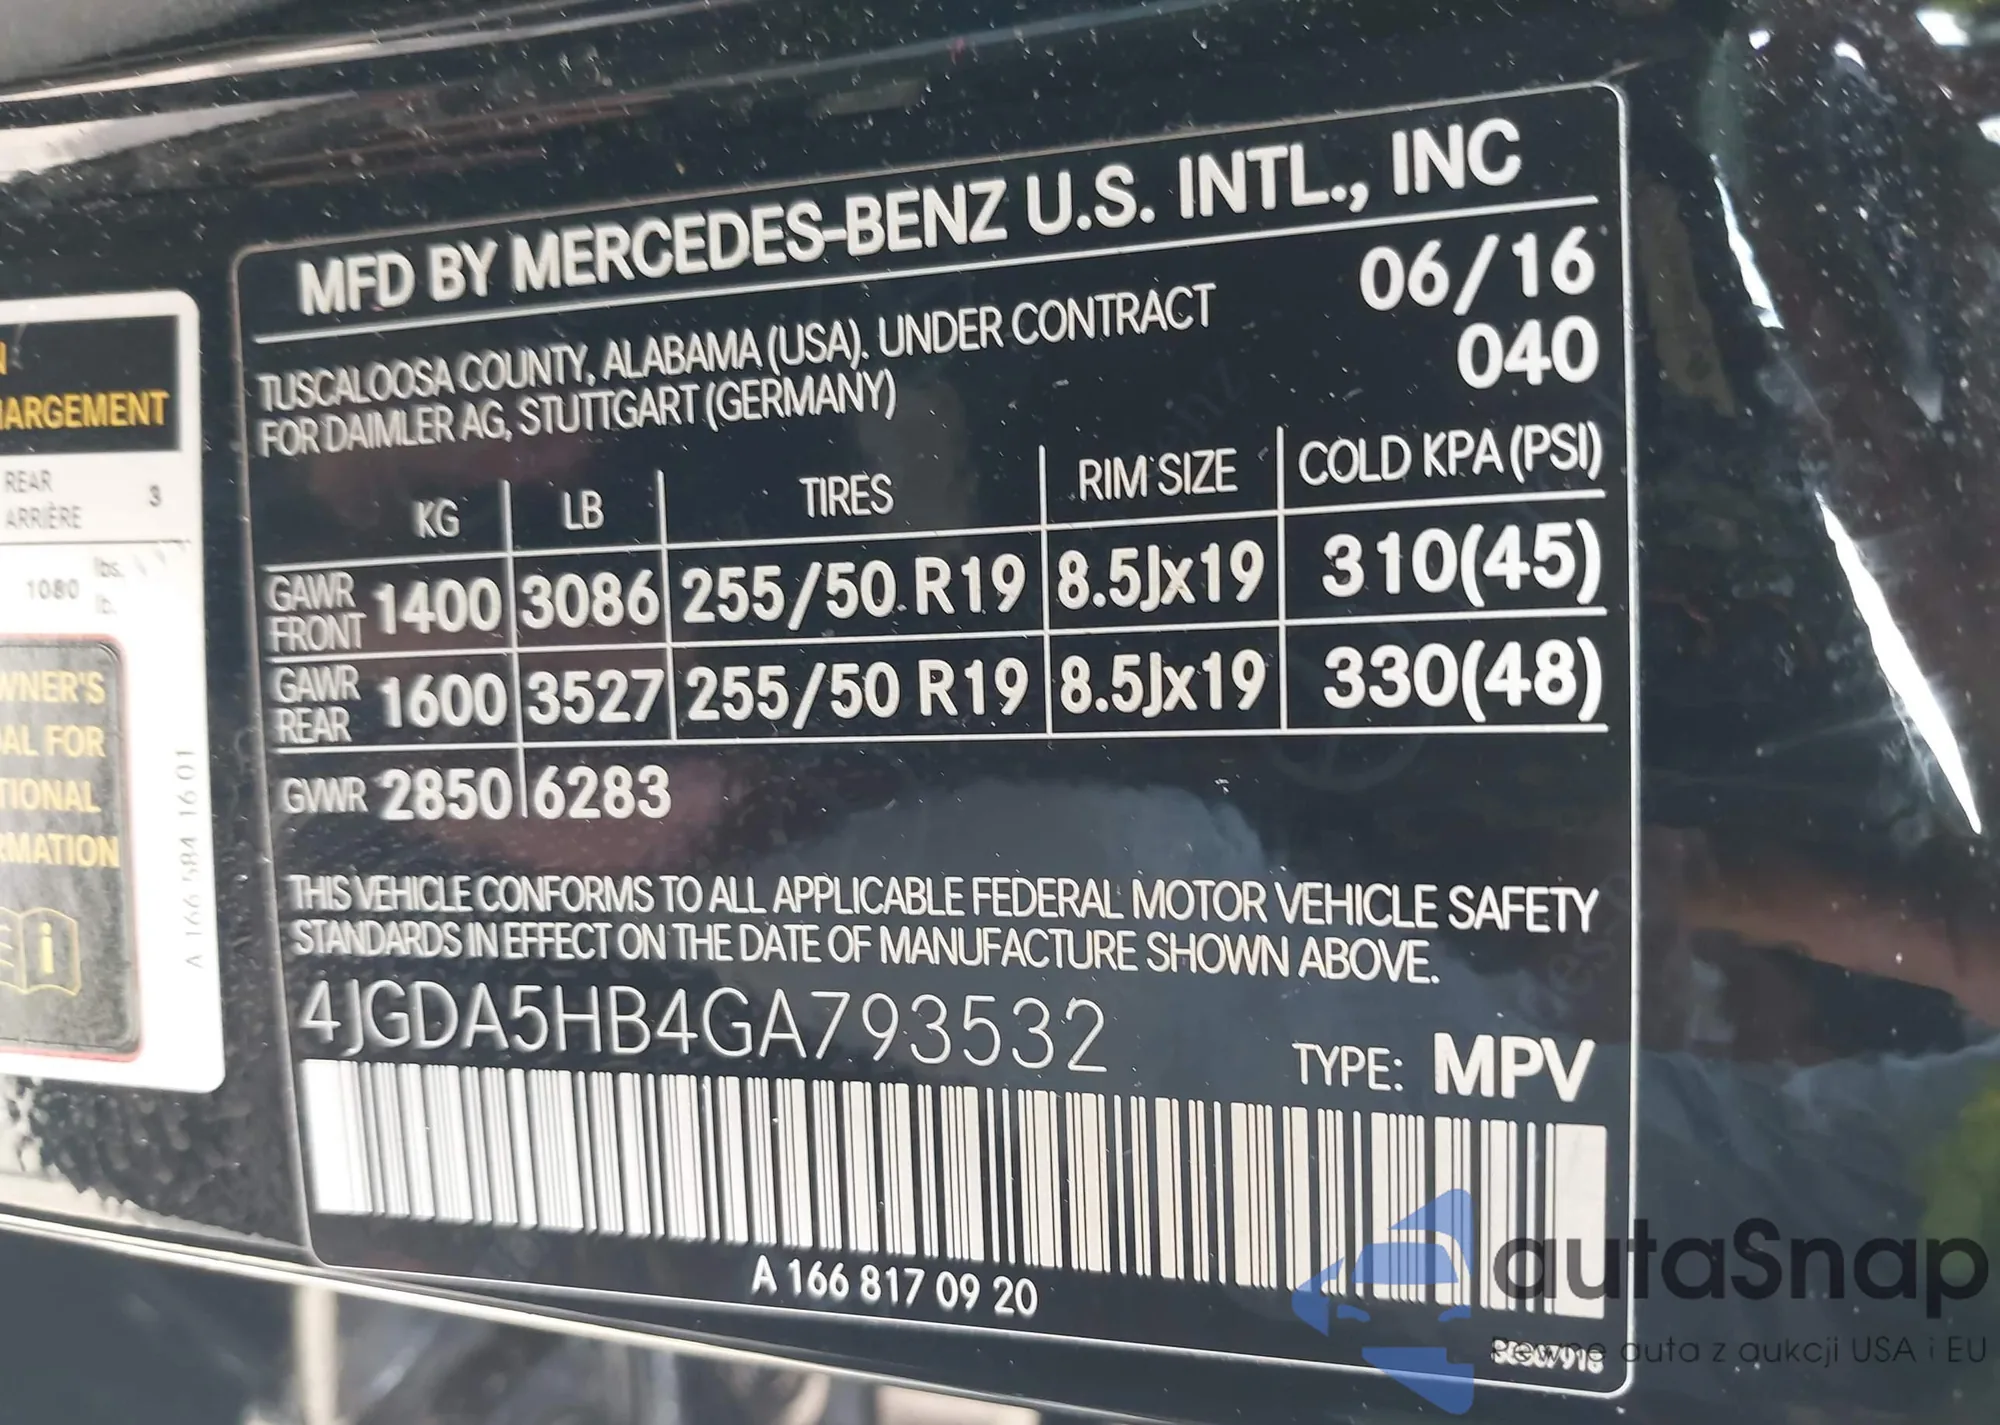 MFD BY MERCEDES-BENZ U.S. INTL., INC
06/16
TUSCALOOSA COUNTY, ALABAMA (USA). UNDER CONTRACT
040
FOR DAIMLER AG, STUTTGART (GERMANY)
KG LB TIRES RIM SIZE COLD KPA (PSI)
GAWR FRONT 1400 3086 255/50 R19 8.5Jx19 310(45)
GAWR REAR 1600 3527 255/50 R19 8.5Jx19 330(48)
GVWR 2850 6283
THIS VEHICLE CONFORMS TO ALL APPLICABLE FEDERAL MOTOR VEHICLE SAFETY
STANDARDS IN EFFECT ON THE DATE OF MANUFACTURE SHOWN ABOVE.
4JGDA5HB4GA793532
TYPE: MPV
A 166 817 09 20
N
ARGEMENT
REAR
ARRIÈRE 3
1080 lbs.
lb.
WNER'S
AL FOR
TIONAL
RMATION
A 166 584 16 01
autaSnap
Pewne auta z aukcji USA i EU